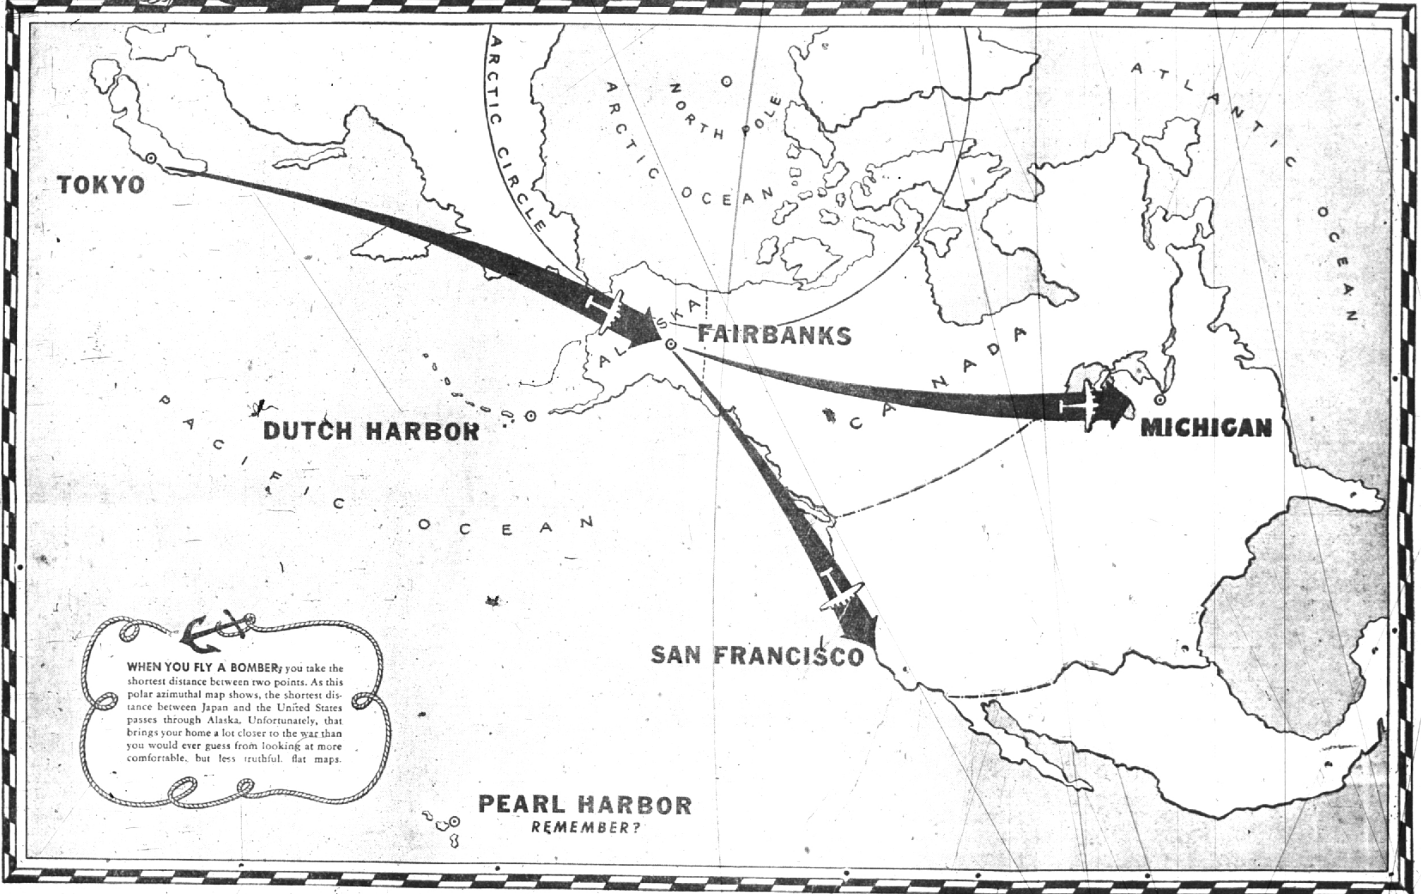 ARCTIC CIRCLE
NORTH POLE
ARCTIC OCEAN
ATLANTIC OCEAN
TOKYO
ALASKA
FAIRBANKS
CANADA
MICHIGAN
DUTCH HARBOR
PACIFIC OCEAN
SAN FRANCISCO
WHEN YOU FLY A BOMBER, you take the
shortest distance between two points. As this
polar azimuthal map shows, the shortest dis-
tance between Japan and the United States
passes through Alaska. Unfortunately, that
brings your home a lot closer to the war than
you would ever guess from looking at more
comfortable, but less truthful, flat maps.
PEARL HARBOR
REMEMBER?